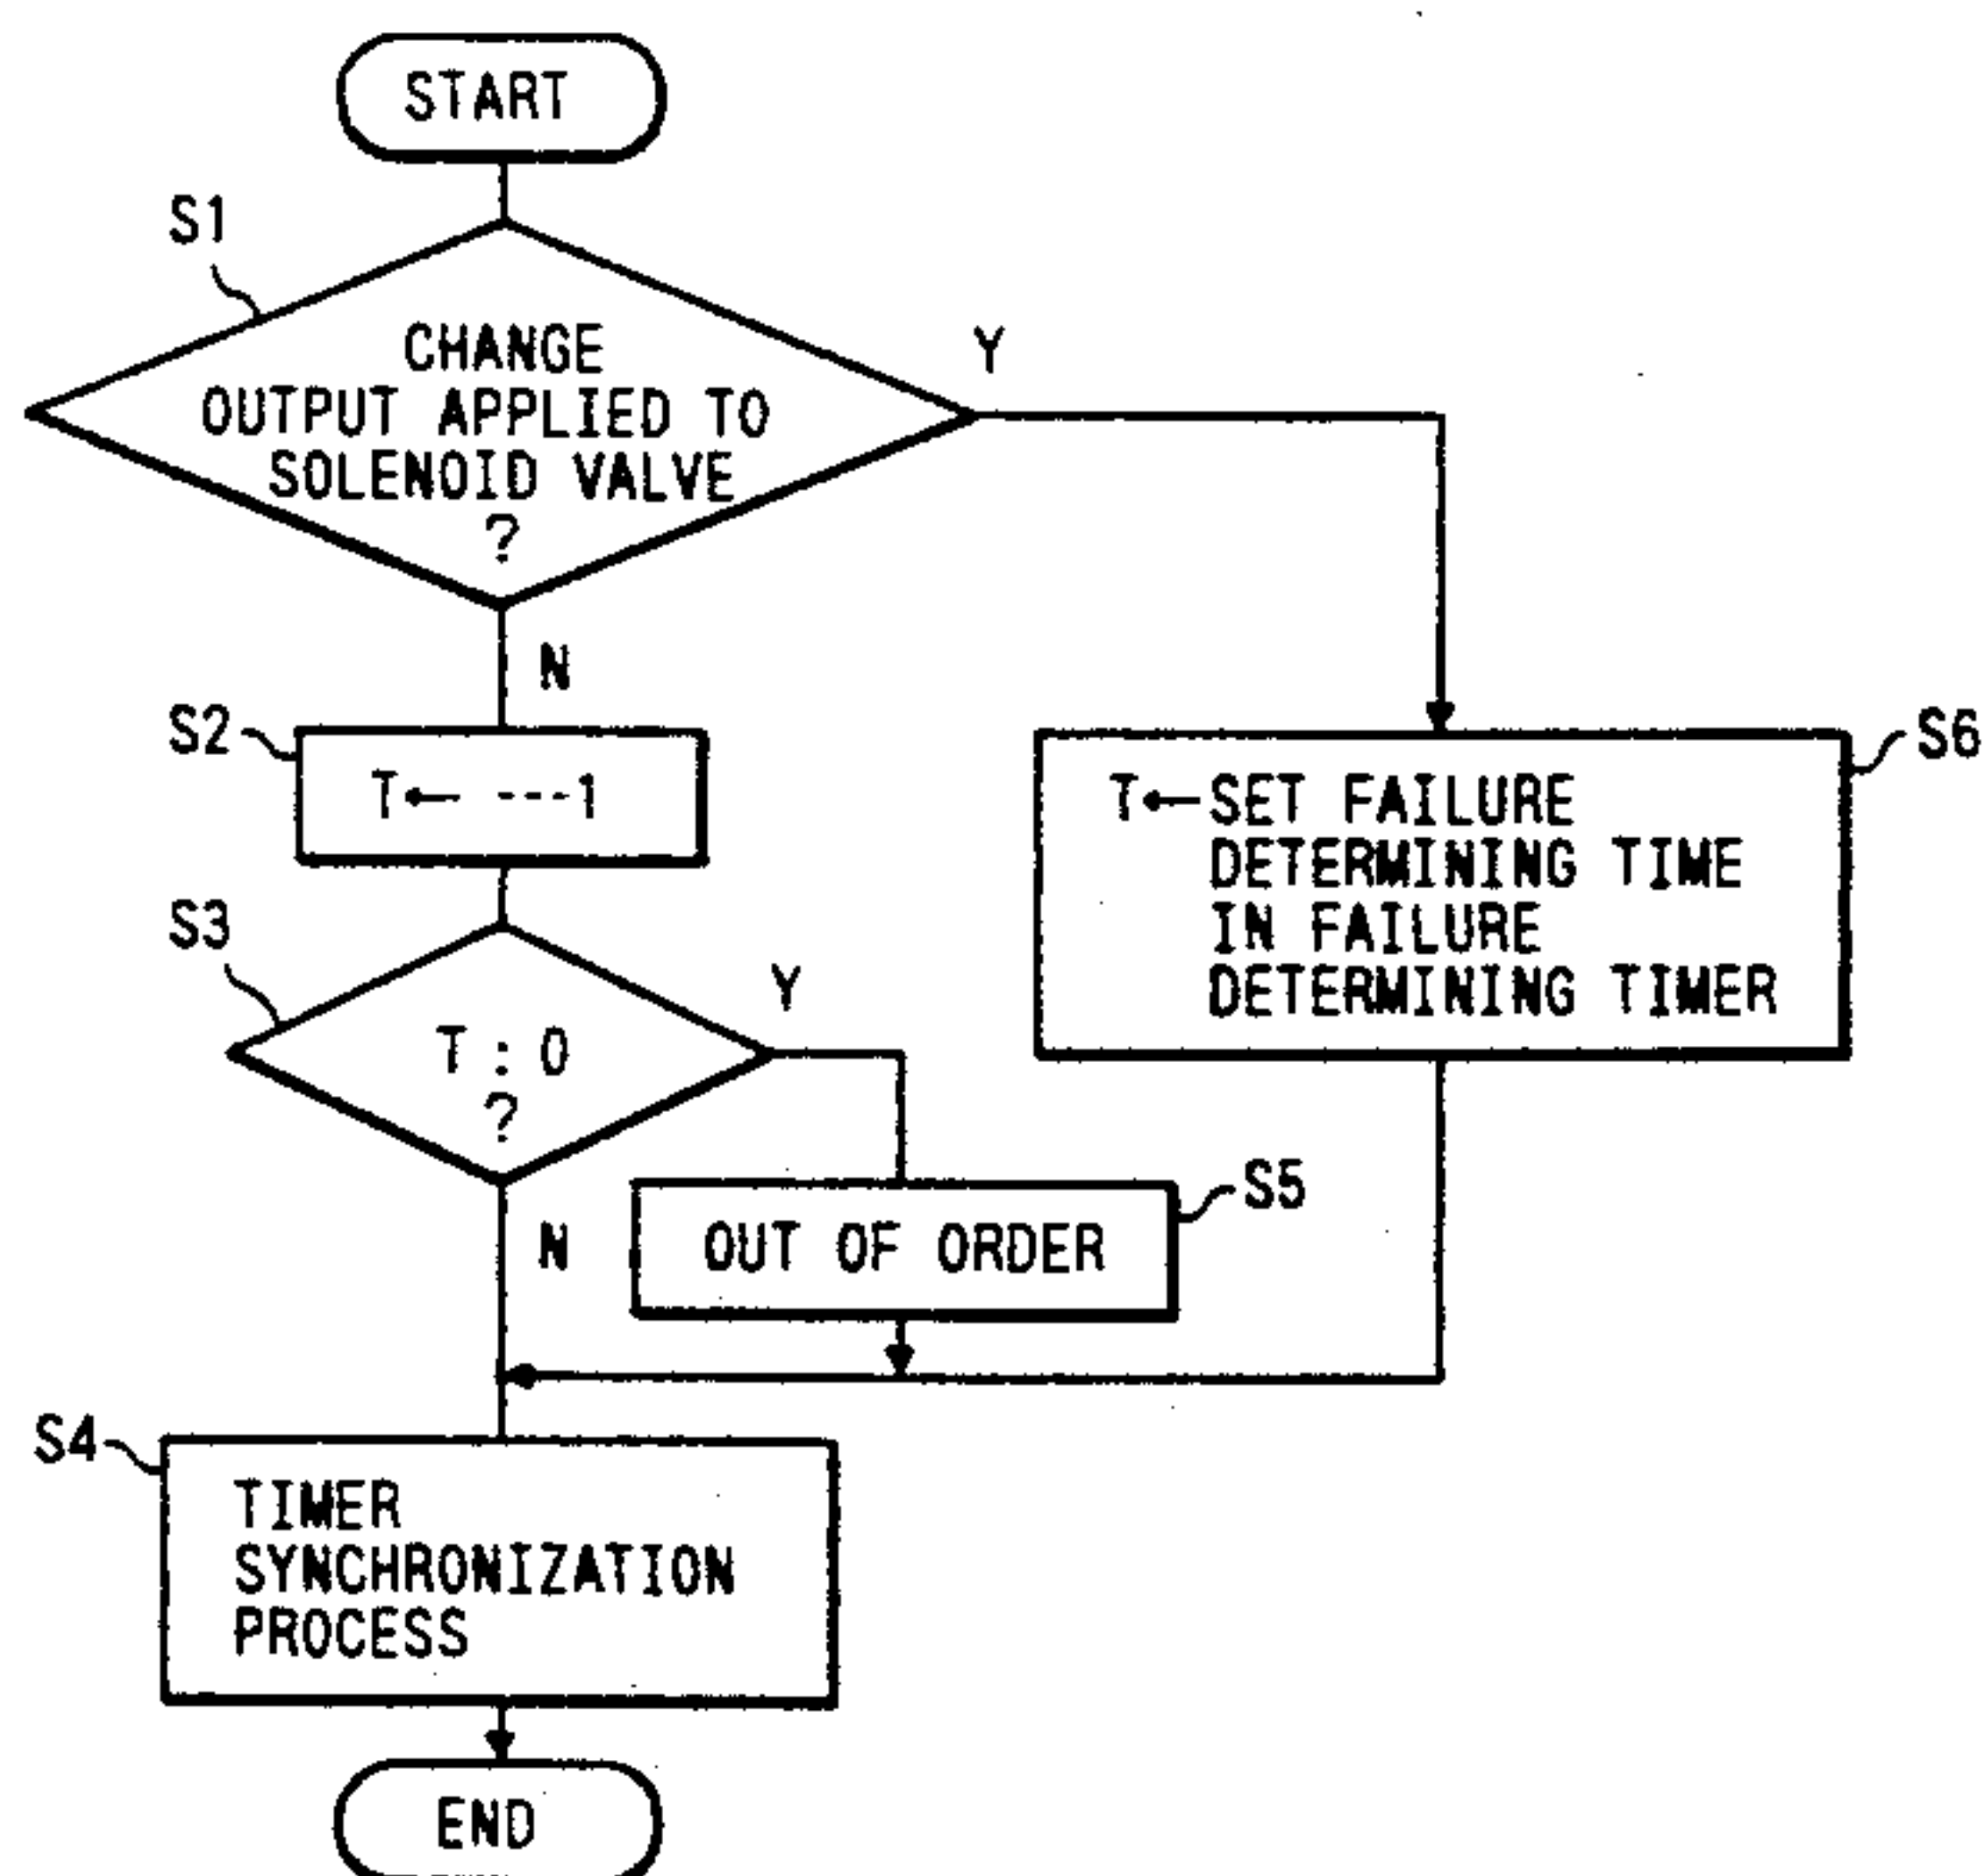 START
S1
CHANGE
OUTPUT APPLIED TO
SOLENOID VALVE
?
Y
N
S2
T← ---1
S6
T←SET FAILURE
DETERMINING TIME
IN FAILURE
DETERMINING TIMER
S3
T : 0
?
Y
N
S5
OUT OF ORDER
S4
TIMER
SYNCHRONIZATION
PROCESS
END